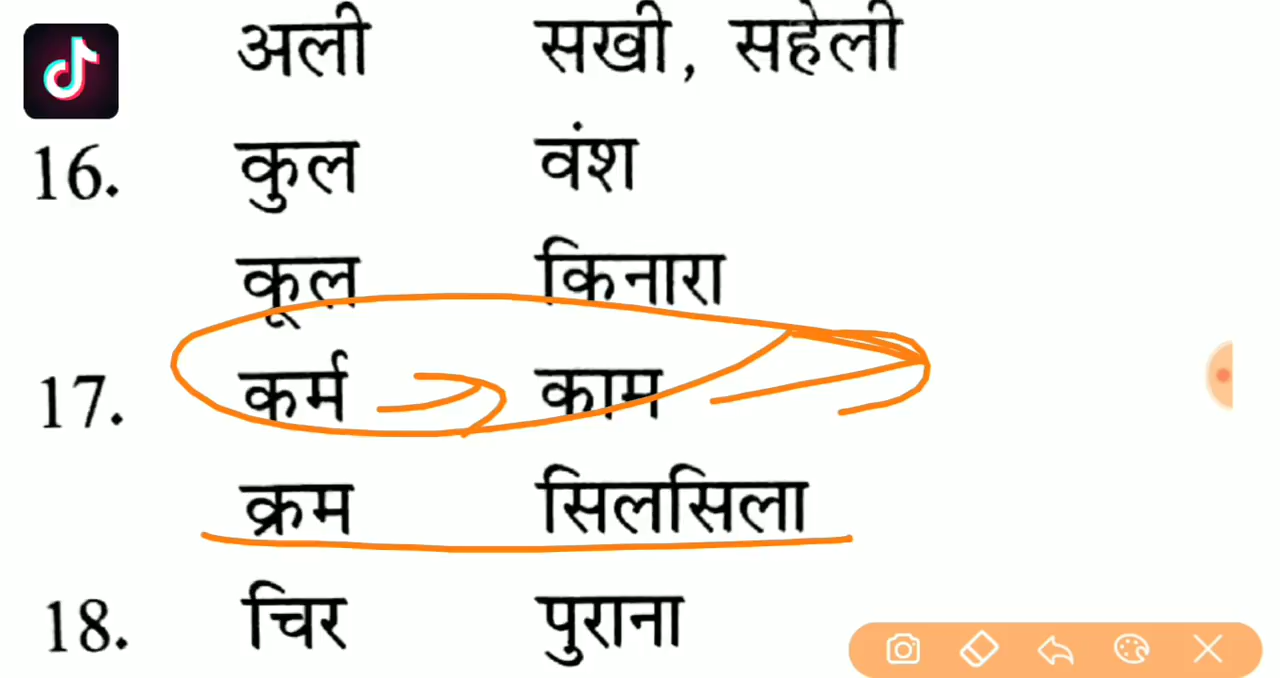 अली सखी, सहेली
16. कुल वंश
कूल किनारा
17. कर्म काम
क्रम सिलसिला
18. चिर पुराना